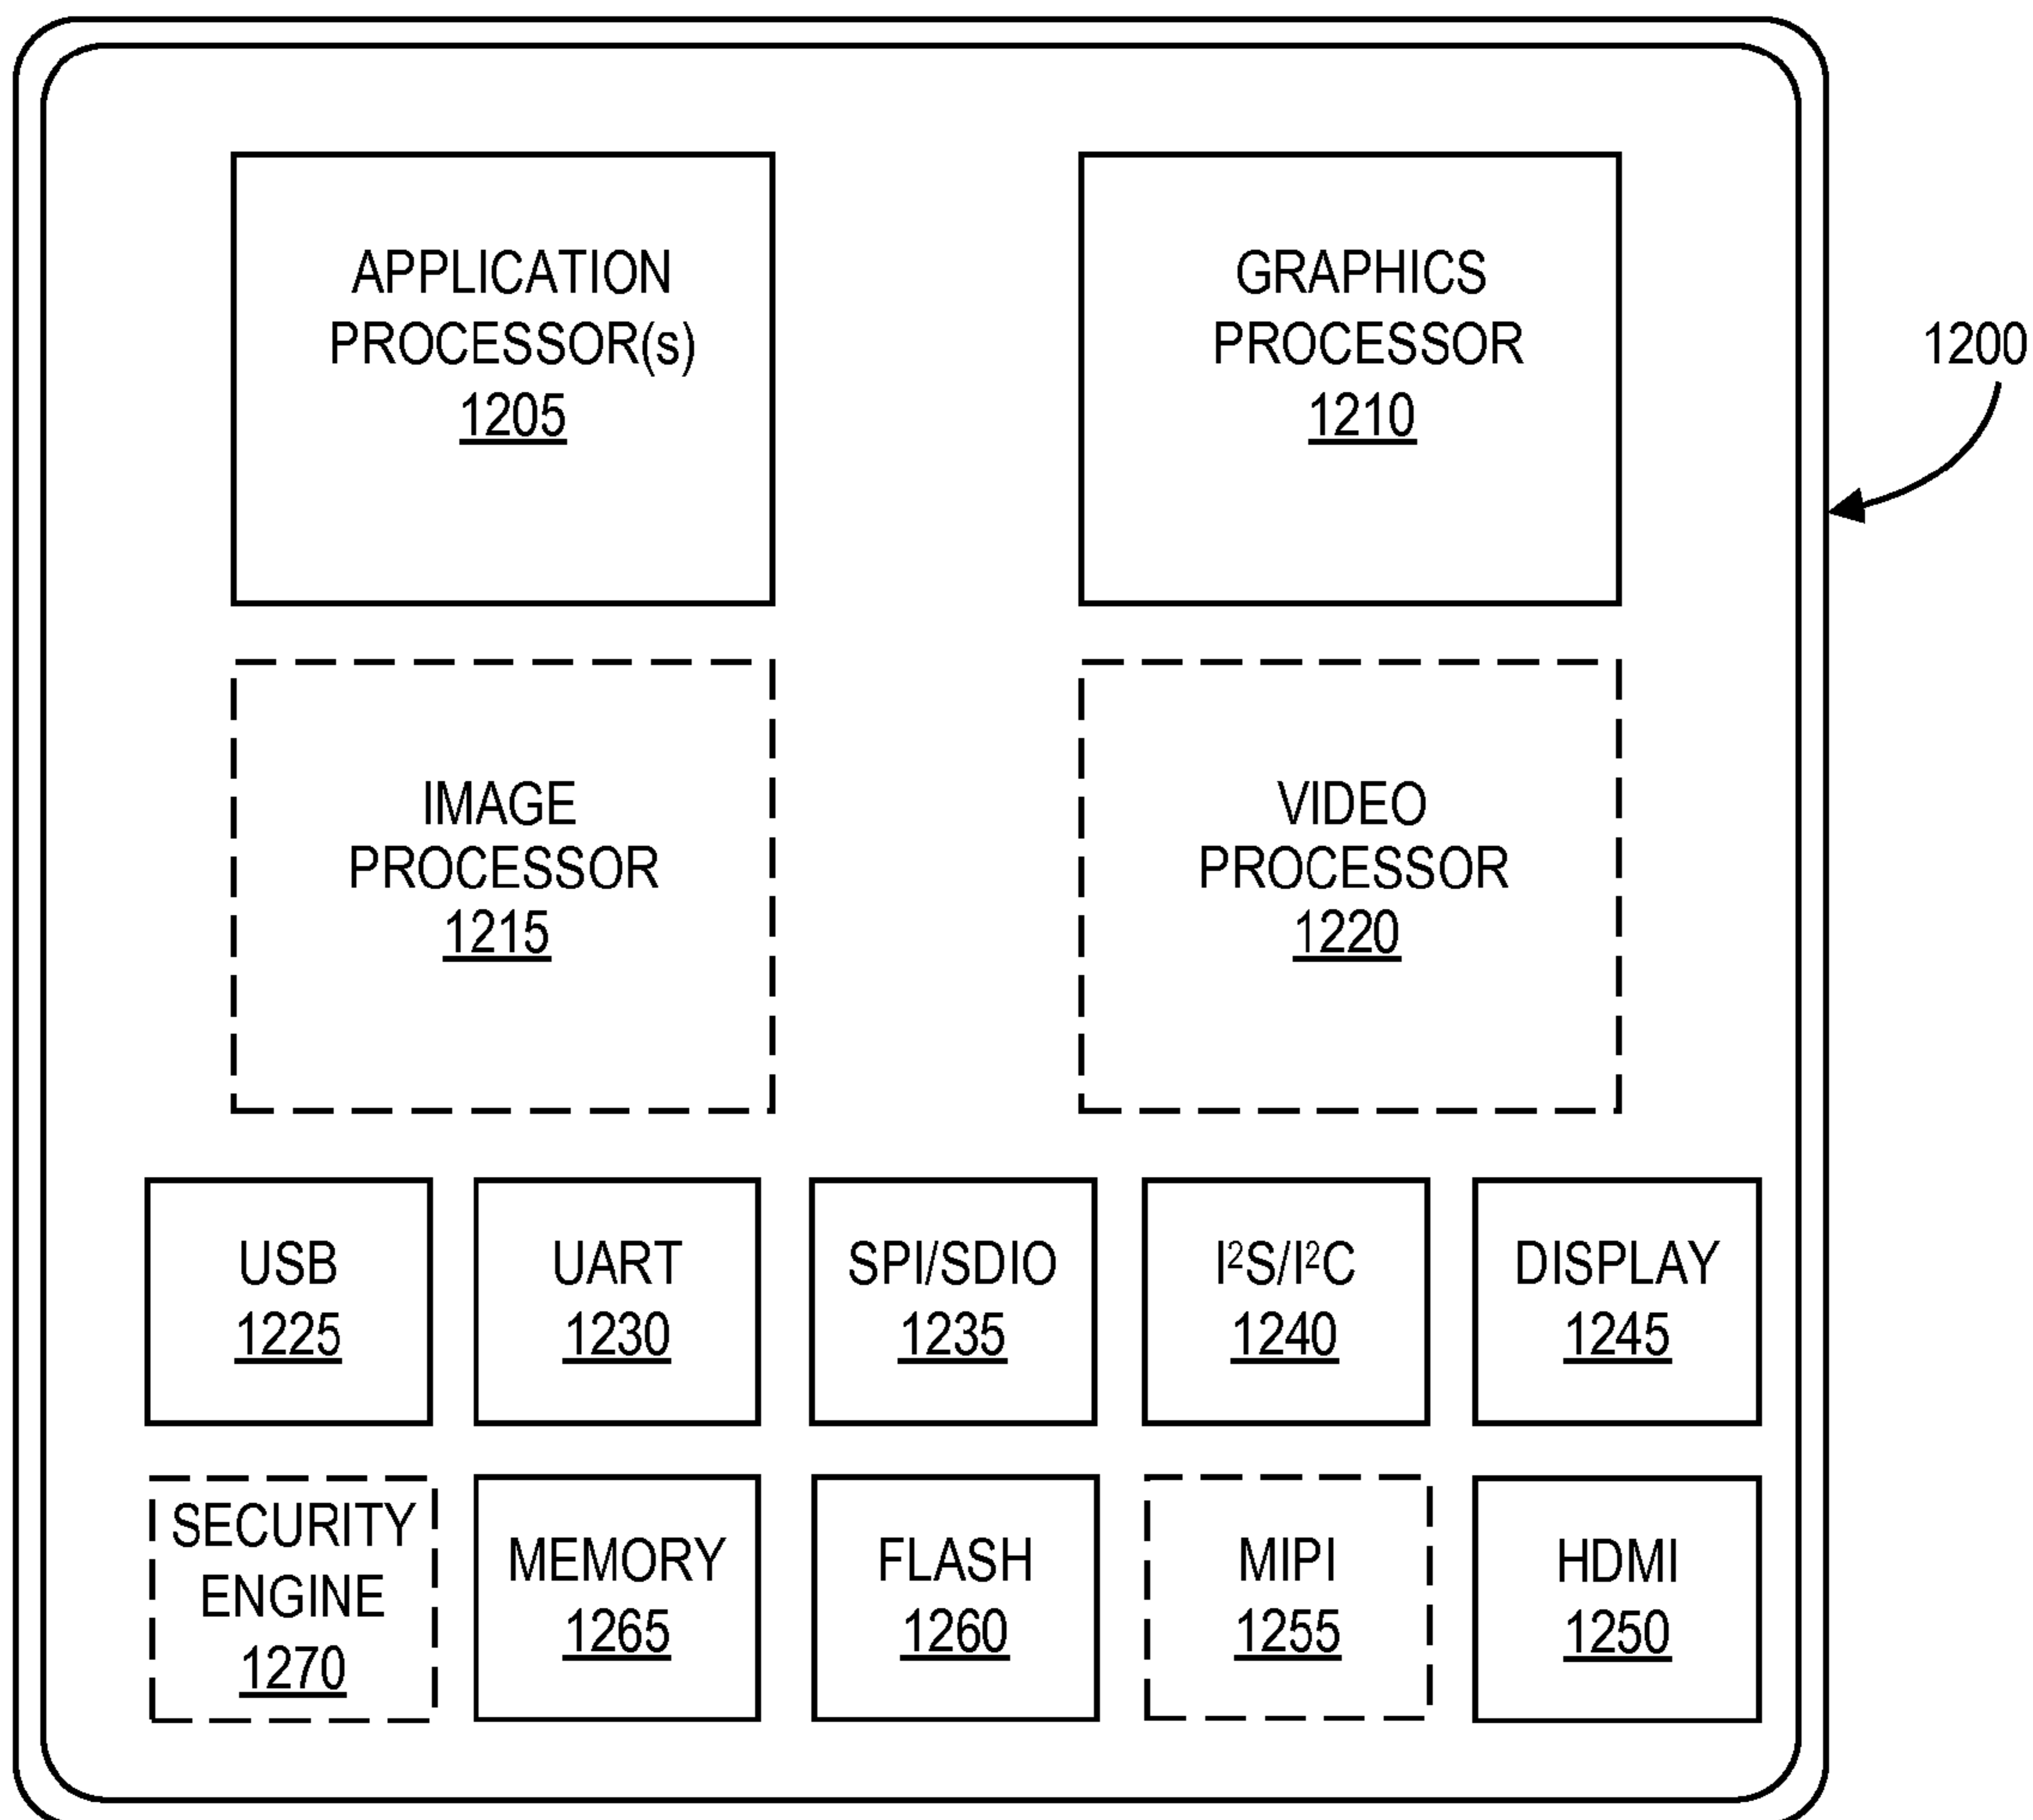 APPLICATION
PROCESSOR(s)
1205
GRAPHICS
PROCESSOR
1210
1200
IMAGE
PROCESSOR
1215
VIDEO
PROCESSOR
1220
USB
1225
UART
1230
SPI/SDIO
1235
I²S/I²C
1240
DISPLAY
1245
SECURITY
ENGINE
1270
MEMORY
1265
FLASH
1260
MIPI
1255
HDMI
1250